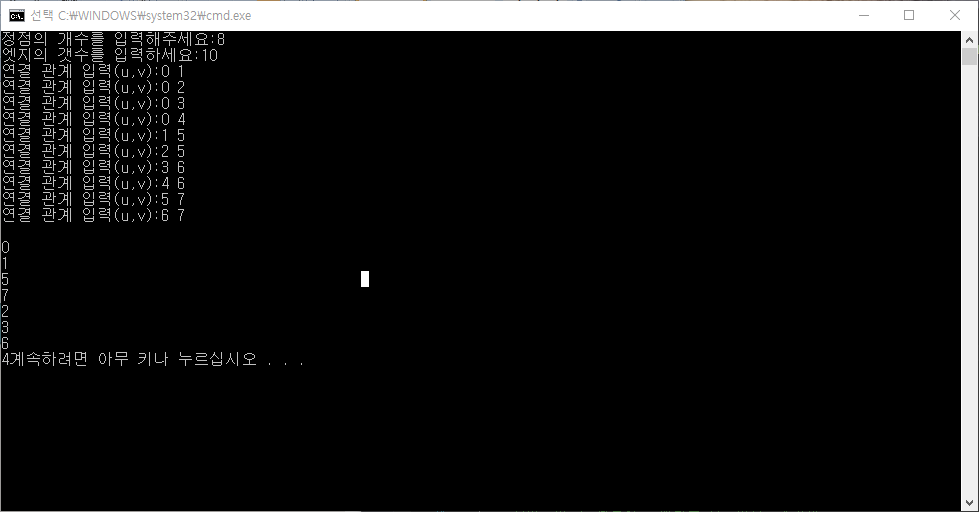 선택 C:₩WINDOWS₩system32₩cmd.exe
정점의 개수를 입력해주세요:8
엣지의 갯수를 입력하세요:10
연결 관계 입력(u,v):0 1
연결 관계 입력(u,v):0 2
연결 관계 입력(u,v):0 3
연결 관계 입력(u,v):0 4
연결 관계 입력(u,v):1 5
연결 관계 입력(u,v):2 5
연결 관계 입력(u,v):3 6
연결 관계 입력(u,v):4 6
연결 관계 입력(u,v):5 7
연결 관계 입력(u,v):6 7
0
1
5
7
2
3
6
4계속하려면 아무 키나 누르십시오 . . .